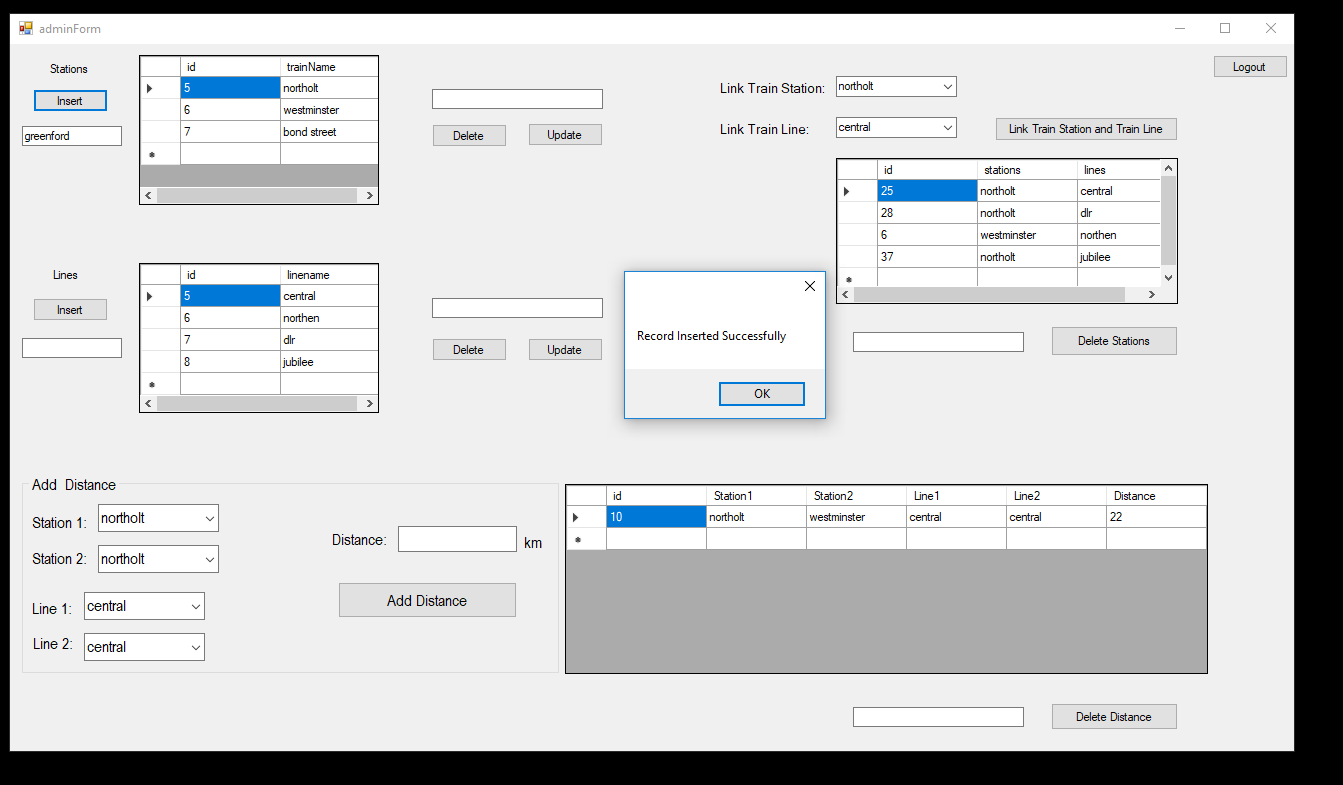 adminForm
Stations
Insert
greenford
id trainName
5 northolt
6 westminster
7 bond street
Delete Update
Link Train Station: northolt
Link Train Line: central
Link Train Station and Train Line
Logout
id stations lines
25 northolt central
28 northolt dlr
6 westminster northen
37 northolt jubilee
Delete Stations
Lines
Insert
id linename
5 central
6 northen
7 dlr
8 jubilee
Delete Update
Record Inserted Successfully
OK
Add Distance
Station 1: northolt
Station 2: northolt
Line 1: central
Line 2: central
Distance: km
Add Distance
id Station1 Station2 Line1 Line2 Distance
10 northolt westminster central central 22
Delete Distance